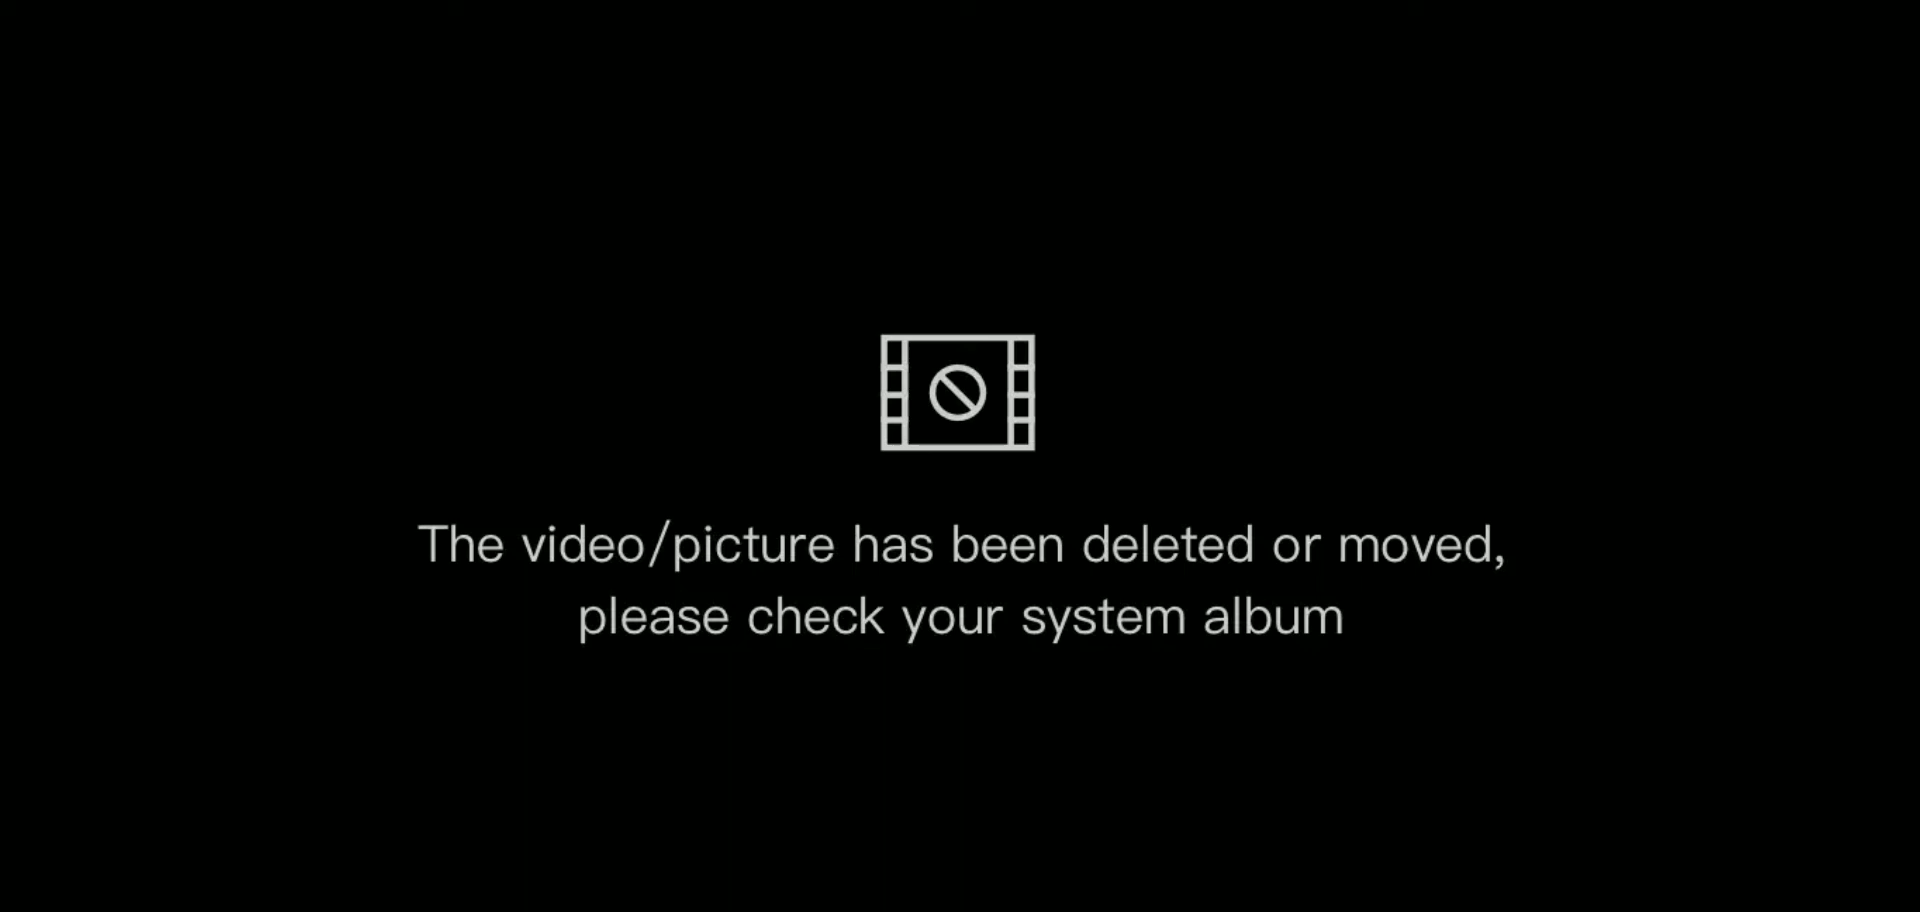 The video/picture has been deleted or moved,
please check your system album